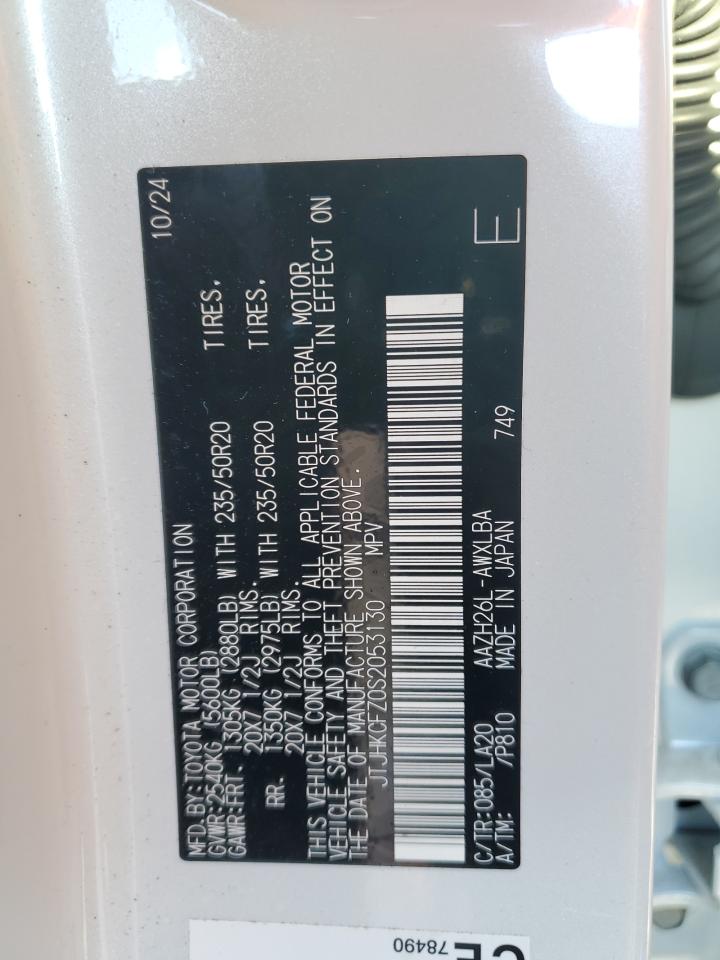 MFD.BY:TOYOTA MOTOR CORPORATION 10/24
GVWR:2540KG (5600LB)
GAWR:FRT. 1305KG (2880LB) WITH 235/50R20 TIRES,
20X7 1/2J RIMS.
RR. 1350KG (2975LB) WITH 235/50R20 TIRES,
20X7 1/2J RIMS.
THIS VEHICLE CONFORMS TO ALL APPLICABLE FEDERAL MOTOR
VEHICLE SAFETY AND THEFT PREVENTION STANDARDS IN EFFECT ON
THE DATE OF MANUFACTURE SHOWN ABOVE.
JTJHKCFZ0S2053130 MPV
C/TR:085/LA20 AAZH26L-AWXLBA
A/TM: /P810 MADE IN JAPAN 749
E
78490